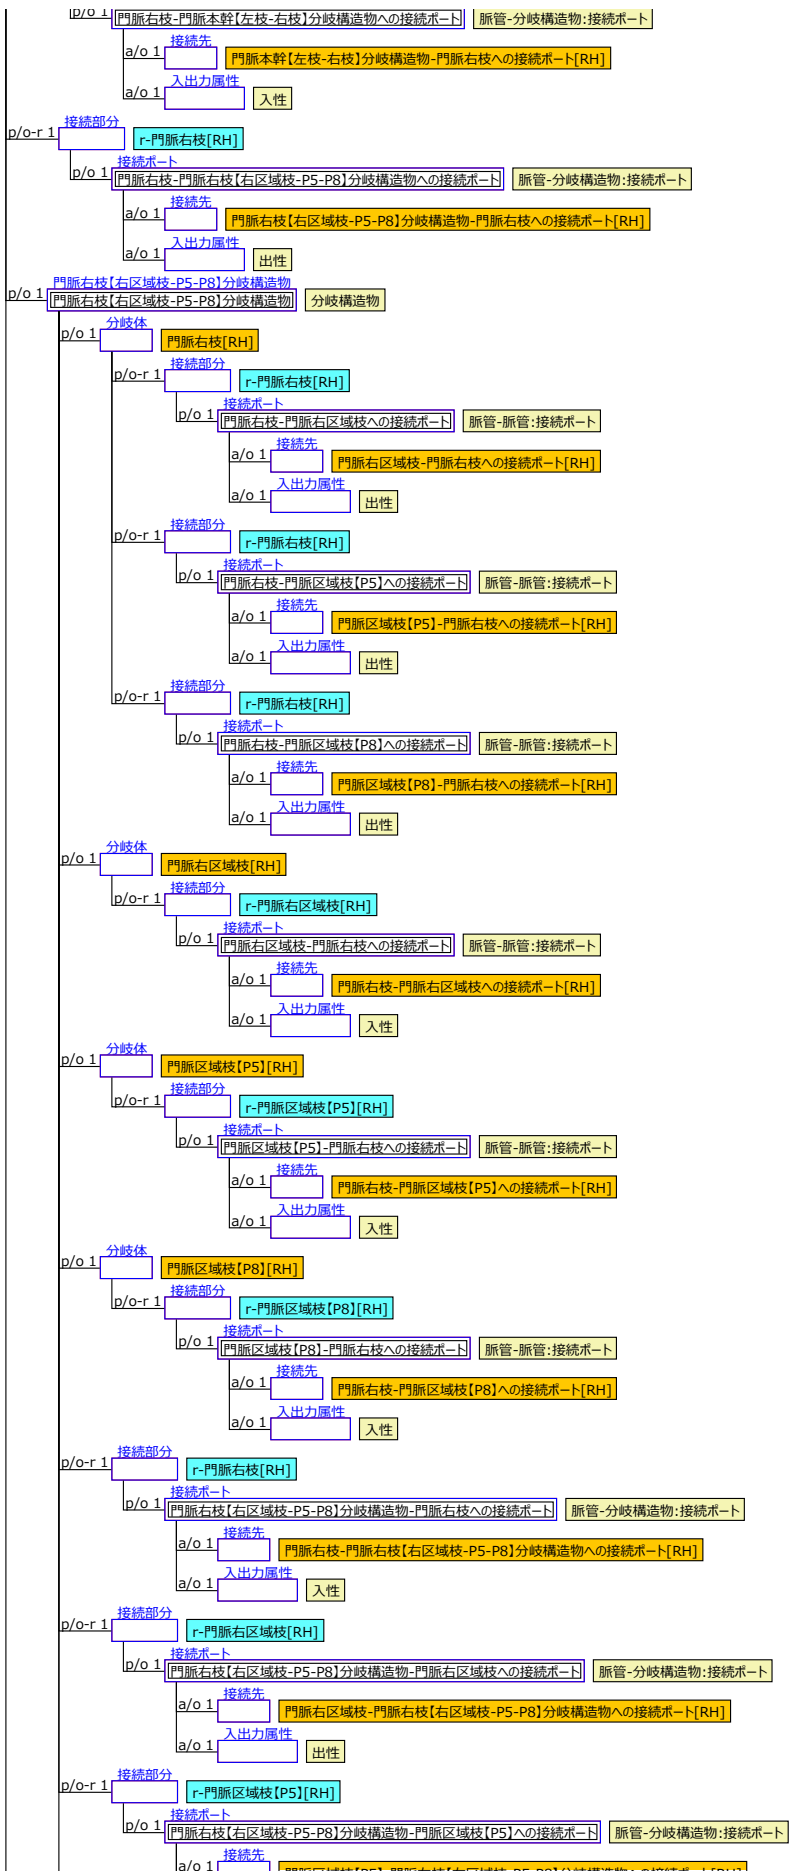 p/o 1 門脈右枝-門脈本幹【左枝-右枝】分岐構造物への接続ポート 脈管-分岐構造物:接続ポート
接続先
a/o 1 門脈本幹【左枝-右枝】分岐構造物-門脈右枝への接続ポート[RH]
入出力属性
a/o 1 入性
接続部分
p/o-r 1 r-門脈右枝[RH]
接続ポート
p/o 1 門脈右枝-門脈右枝【右区域枝-P5-P8】分岐構造物への接続ポート 脈管-分岐構造物:接続ポート
接続先
a/o 1 門脈右枝【右区域枝-P5-P8】分岐構造物-門脈右枝への接続ポート[RH]
入出力属性
a/o 1 出性
門脈右枝【右区域枝-P5-P8】分岐構造物
p/o 1 門脈右枝【右区域枝-P5-P8】分岐構造物 分岐構造物
分岐体
p/o 1 門脈右枝[RH]
接続部分
p/o-r 1 r-門脈右枝[RH]
接続ポート
p/o 1 門脈右枝-門脈右区域枝への接続ポート 脈管-脈管:接続ポート
接続先
a/o 1 門脈右区域枝-門脈右枝への接続ポート[RH]
入出力属性
a/o 1 出性
接続部分
p/o-r 1 r-門脈右枝[RH]
接続ポート
p/o 1 門脈右枝-門脈区域枝【P5】への接続ポート 脈管-脈管:接続ポート
接続先
a/o 1 門脈区域枝【P5】-門脈右枝への接続ポート[RH]
入出力属性
a/o 1 出性
接続部分
p/o-r 1 r-門脈右枝[RH]
接続ポート
p/o 1 門脈右枝-門脈区域枝【P8】への接続ポート 脈管-脈管:接続ポート
接続先
a/o 1 門脈区域枝【P8】-門脈右枝への接続ポート[RH]
入出力属性
a/o 1 出性
分岐体
p/o 1 門脈右区域枝[RH]
接続部分
p/o-r 1 r-門脈右区域枝[RH]
接続ポート
p/o 1 門脈右区域枝-門脈右枝への接続ポート 脈管-脈管:接続ポート
接続先
a/o 1 門脈右枝-門脈右区域枝への接続ポート[RH]
入出力属性
a/o 1 入性
分岐体
p/o 1 門脈区域枝【P5】[RH]
接続部分
p/o-r 1 r-門脈区域枝【P5】[RH]
接続ポート
p/o 1 門脈区域枝【P5】-門脈右枝への接続ポート 脈管-脈管:接続ポート
接続先
a/o 1 門脈右枝-門脈区域枝【P5】への接続ポート[RH]
入出力属性
a/o 1 入性
分岐体
p/o 1 門脈区域枝【P8】[RH]
接続部分
p/o-r 1 r-門脈区域枝【P8】[RH]
接続ポート
p/o 1 門脈区域枝【P8】-門脈右枝への接続ポート 脈管-脈管:接続ポート
接続先
a/o 1 門脈右枝-門脈区域枝【P8】への接続ポート[RH]
入出力属性
a/o 1 入性
接続部分
p/o-r 1 r-門脈右枝[RH]
接続ポート
p/o 1 門脈右枝【右区域枝-P5-P8】分岐構造物-門脈右枝への接続ポート 脈管-分岐構造物:接続ポート
接続先
a/o 1 門脈右枝-門脈右枝【右区域枝-P5-P8】分岐構造物への接続ポート[RH]
入出力属性
a/o 1 入性
接続部分
p/o-r 1 r-門脈右区域枝[RH]
接続ポート
p/o 1 門脈右枝【右区域枝-P5-P8】分岐構造物-門脈右区域枝への接続ポート 脈管-分岐構造物:接続ポート
接続先
a/o 1 門脈右区域枝-門脈右枝【右区域枝-P5-P8】分岐構造物への接続ポート[RH]
入出力属性
a/o 1 出性
接続部分
p/o-r 1 r-門脈区域枝【P5】[RH]
接続ポート
p/o 1 門脈右枝【右区域枝-P5-P8】分岐構造物-門脈区域枝【P5】への接続ポート 脈管-分岐構造物:接続ポート
接続先
a/o 1 門脈区域枝【P5】-門脈右枝【右区域枝-P5-P8】分岐構造物への接続ポート[RH]